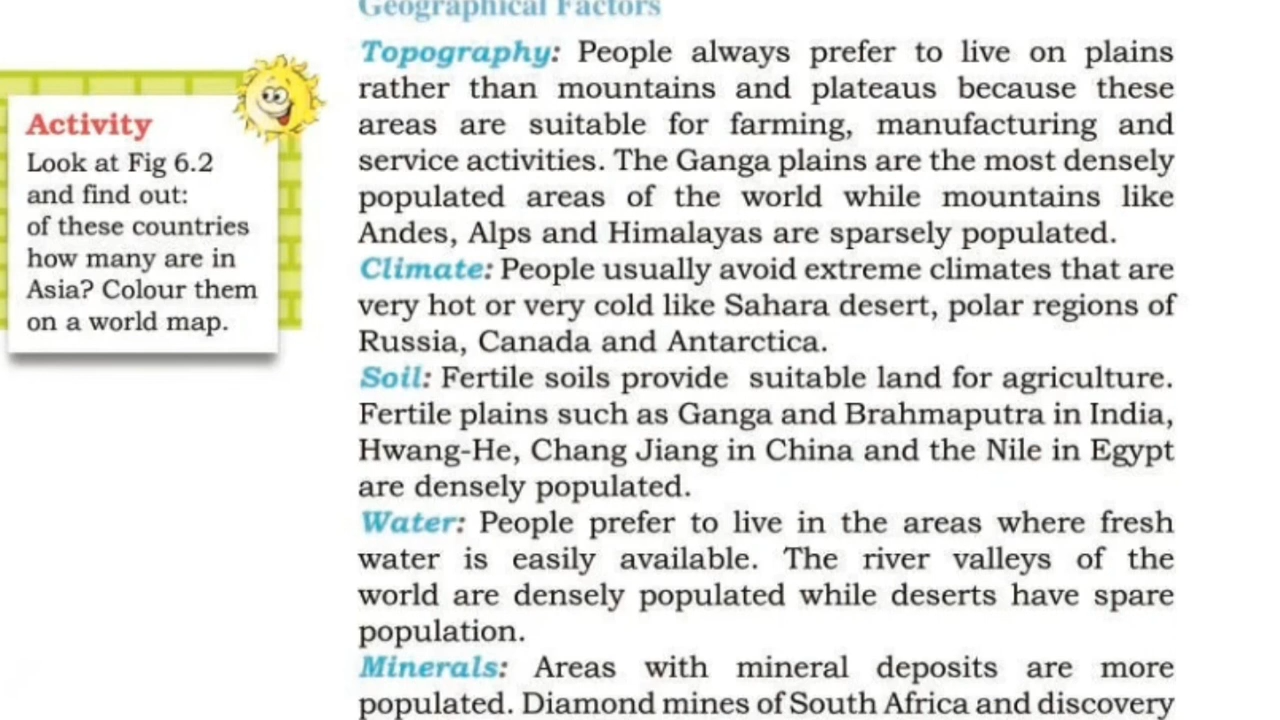 Geographical Factors
Topography: People always prefer to live on plains
rather than mountains and plateaus because these
areas are suitable for farming, manufacturing and
service activities. The Ganga plains are the most densely
populated areas of the world while mountains like
Andes, Alps and Himalayas are sparsely populated.
Climate: People usually avoid extreme climates that are
very hot or very cold like Sahara desert, polar regions of
Russia, Canada and Antarctica.
Soil: Fertile soils provide suitable land for agriculture.
Fertile plains such as Ganga and Brahmaputra in India,
Hwang-He, Chang Jiang in China and the Nile in Egypt
are densely populated.
Water: People prefer to live in the areas where fresh
water is easily available. The river valleys of the
world are densely populated while deserts have spare
population.
Minerals: Areas with mineral deposits are more
populated. Diamond mines of South Africa and discovery
Activity
Look at Fig 6.2
and find out:
of these countries
how many are in
Asia? Colour them
on a world map.